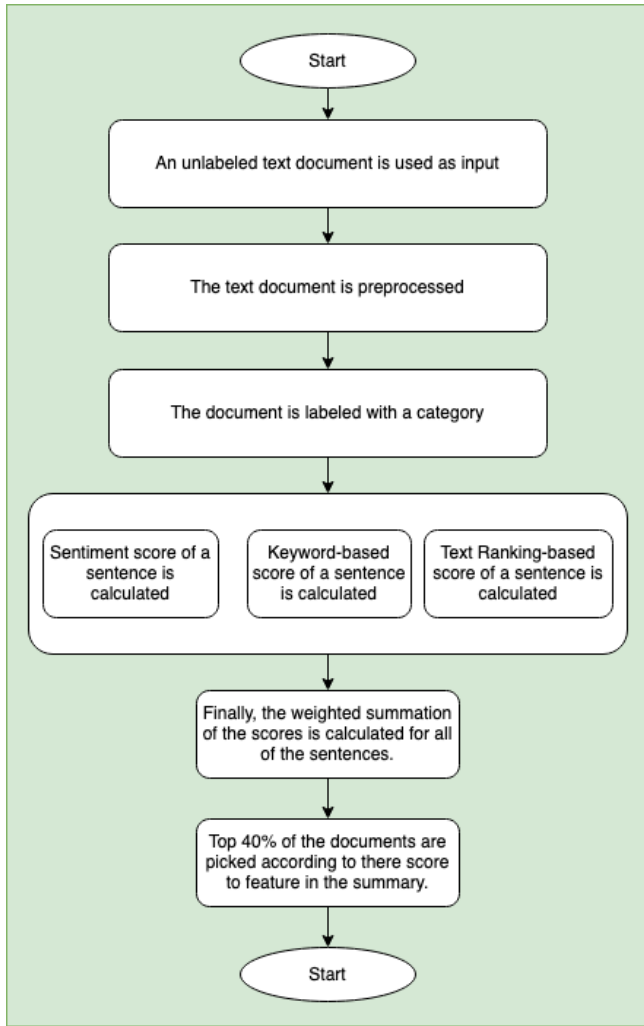 Start
An unlabeled text document is used as input
The text document is preprocessed
The document is labeled with a category
Sentiment score of a
sentence is
calculated
Keyword-based
score of a sentence
is calculated
Text Ranking-based
score of a sentence is
calculated
Finally, the weighted summation
of the scores is calculated for all
of the sentences.
Top 40% of the documents are
picked according to there score
to feature in the summary.
Start